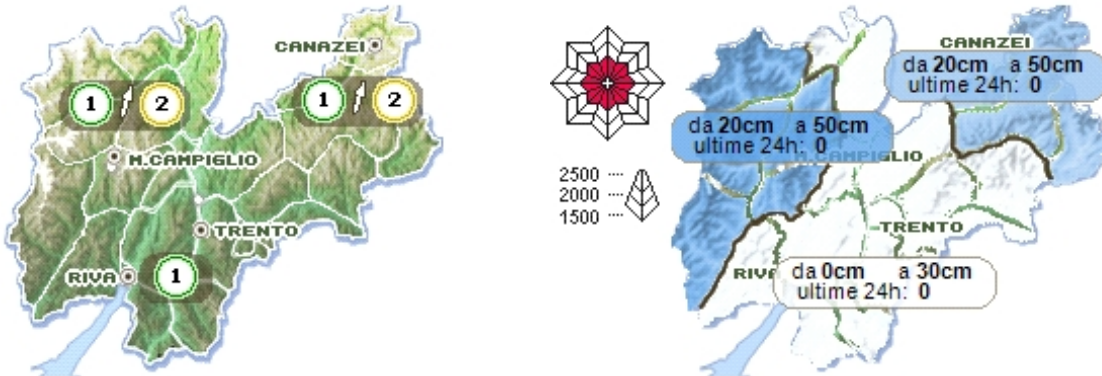 CANAZEI
1 2
1 2
M.CAMPIGLIO
TRENTO
RIVA
1
CANAZEI
da 20cm a 50cm
ultime 24h: 0
da 20cm a 50cm
ultime 24h: 0
M.CAMPIGLIO
2500
2000
1500
TRENTO
RIVA
da 0cm a 30cm
ultime 24h: 0